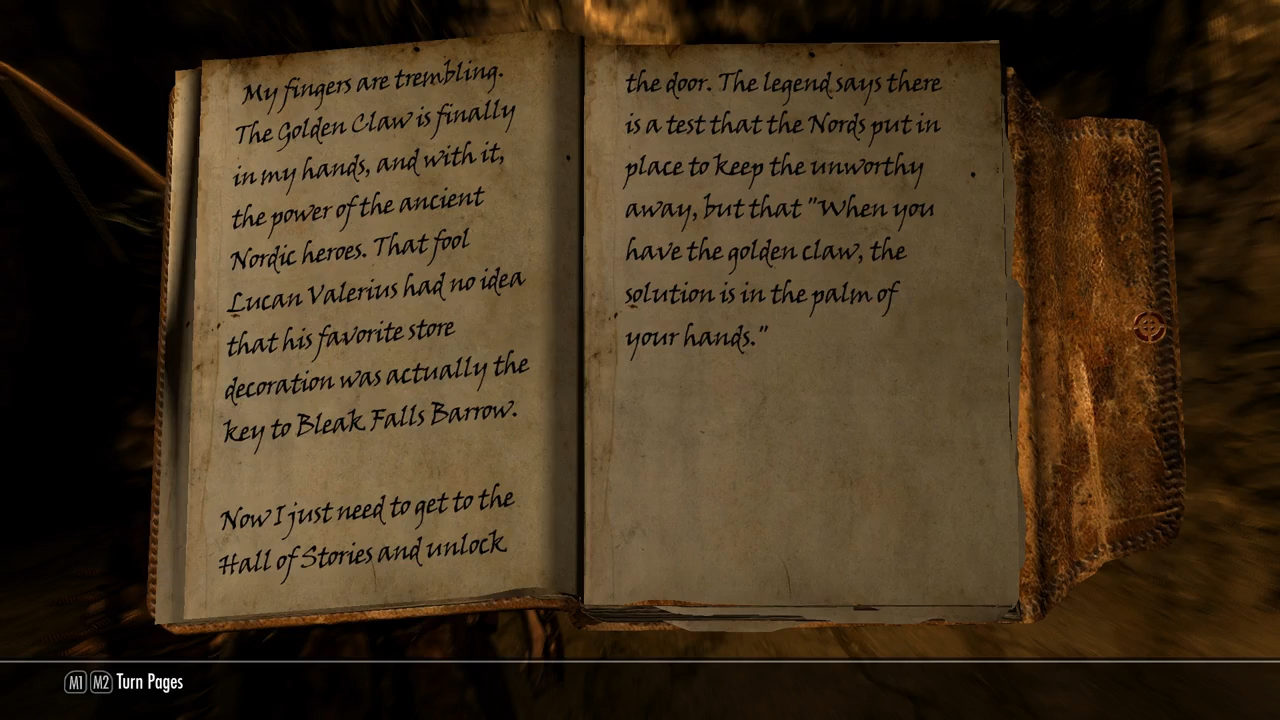 My fingers are trembling.
The Golden Claw is finally
in my hands, and with it,
the power of the ancient
Nordic heroes. That fool
Lucan Valerius had no idea
that his favorite store
decoration was actually the
key to Bleak Falls Barrow.
Now I just need to get to the
Hall of Stories and unlock
the door. The legend says there
is a test that the Nords put in
place to keep the unworthy
away, but that "When you
have the golden claw, the
solution is in the palm of
your hands."
M1 M2 Turn Pages